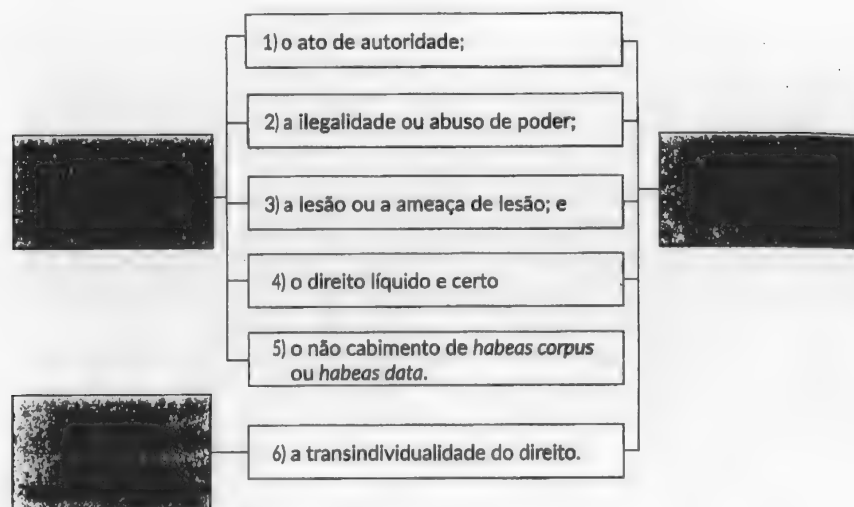 1) o ato de autoridade;
2) a ilegalidade ou abuso de poder;
3) a lesão ou a ameaça de lesão; e
4) o direito líquido e certo
5) o não cabimento de habeas corpus
ou habeas data.
6) a transindividualidade do direito.